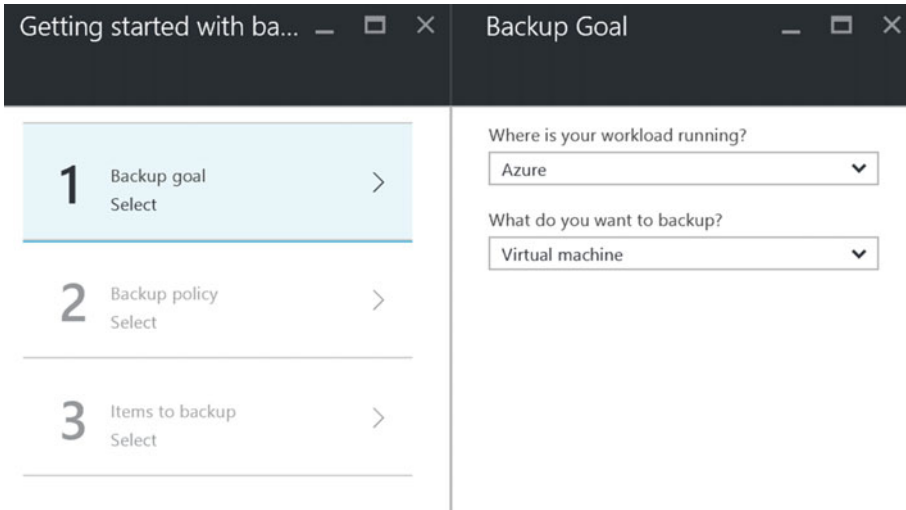 Getting started with ba...
1
Backup goal
Select
2
Backup policy
Select
3
Items to backup
Select
Backup Goal
Where is your workload running?
Azure
What do you want to backup?
Virtual machine